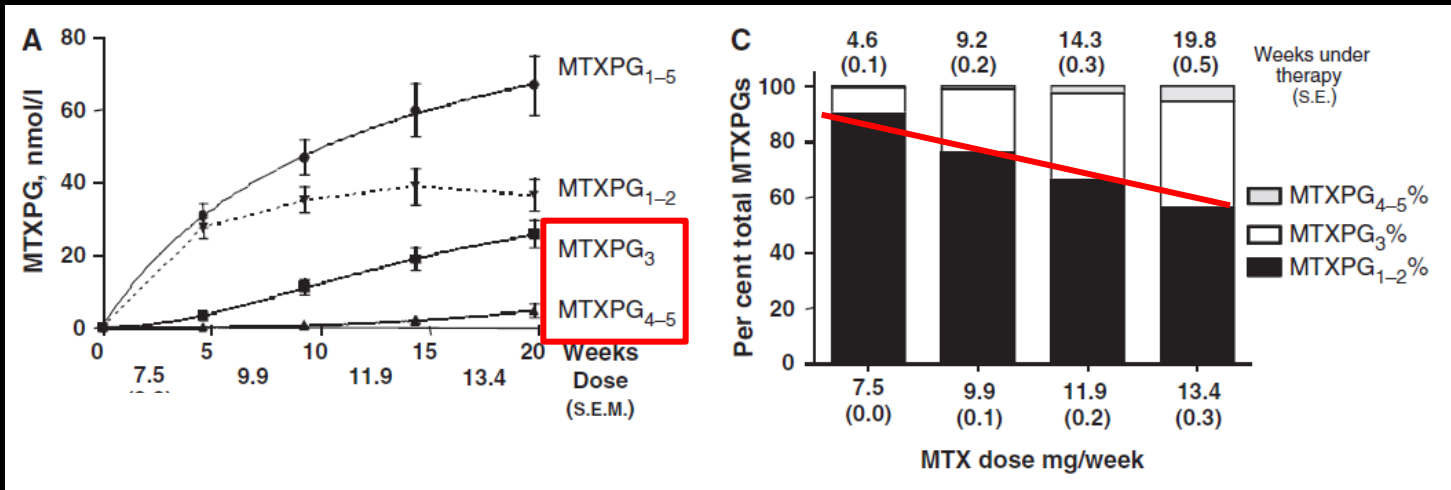 A
80
60
40
20
0
MTXPG, nmol/l
MTXPG1–5
MTXPG1–2
MTXPG3
MTXPG4–5
0 5 10 15 20 Weeks
7.5 9.9 11.9 13.4 Dose
(S.E.M.)
C
4.6 9.2 14.3 19.8
(0.1) (0.2) (0.3) (0.5)
Weeks under
therapy
(S.E.)
100
80
60
40
20
0
Per cent total MTXPGs
MTXPG4–5%
MTXPG3%
MTXPG1–2%
7.5 9.9 11.9 13.4
(0.0) (0.1) (0.2) (0.3)
MTX dose mg/week